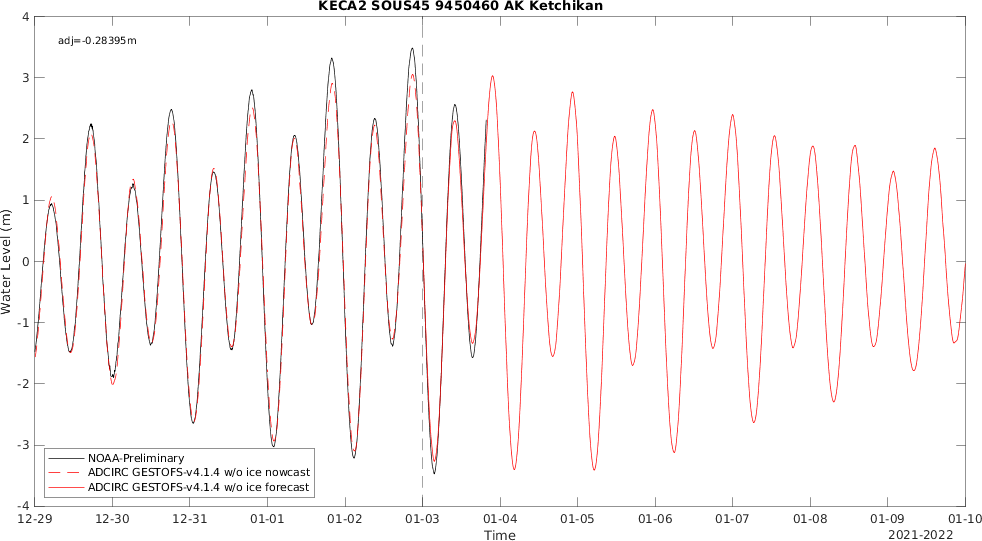 KECA2 SOUS45 9450460 AK Ketchikan
4
adj=-0.28395m
3
2
1
0
-1
-2
-3
-4
Water Level (m)
NOAA-Preliminary
ADCIRC GESTOFS-v4.1.4 w/o ice nowcast
ADCIRC GESTOFS-v4.1.4 w/o ice forecast
12-29 12-30 12-31 01-01 01-02 01-03 01-04 01-05 01-06 01-07 01-08 01-09 01-10
Time
2021-2022